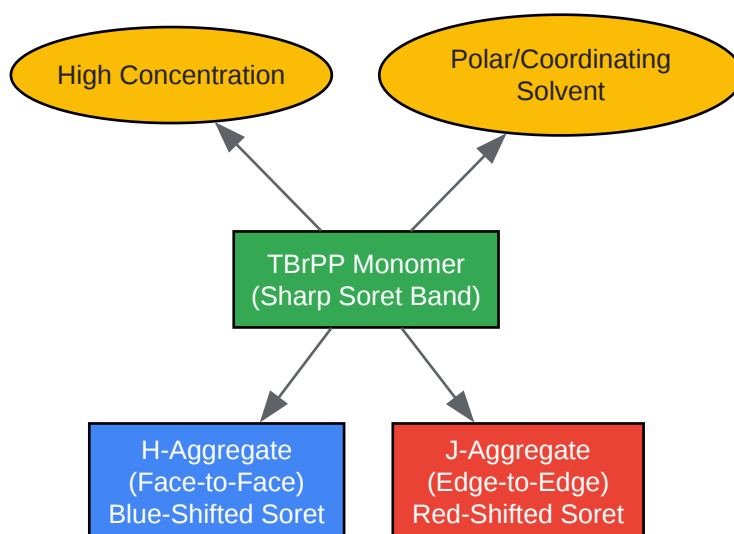 High Concentration
Polar/Coordinating
Solvent
TBrPP Monomer
(Sharp Soret Band)
H-Aggregate
(Face-to-Face)
Blue-Shifted Soret
J-Aggregate
(Edge-to-Edge)
Red-Shifted Soret